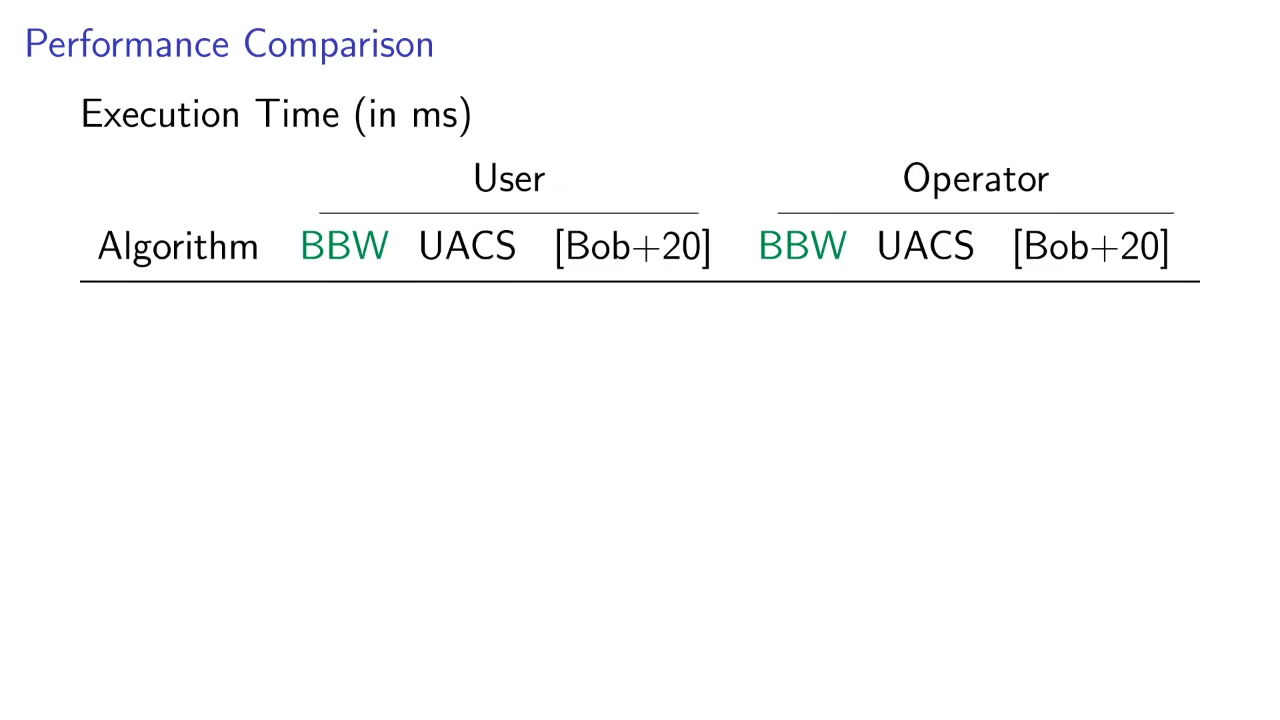 Performance Comparison
Execution Time (in ms)
User Operator
Algorithm BBW UACS [Bob+20] BBW UACS [Bob+20]